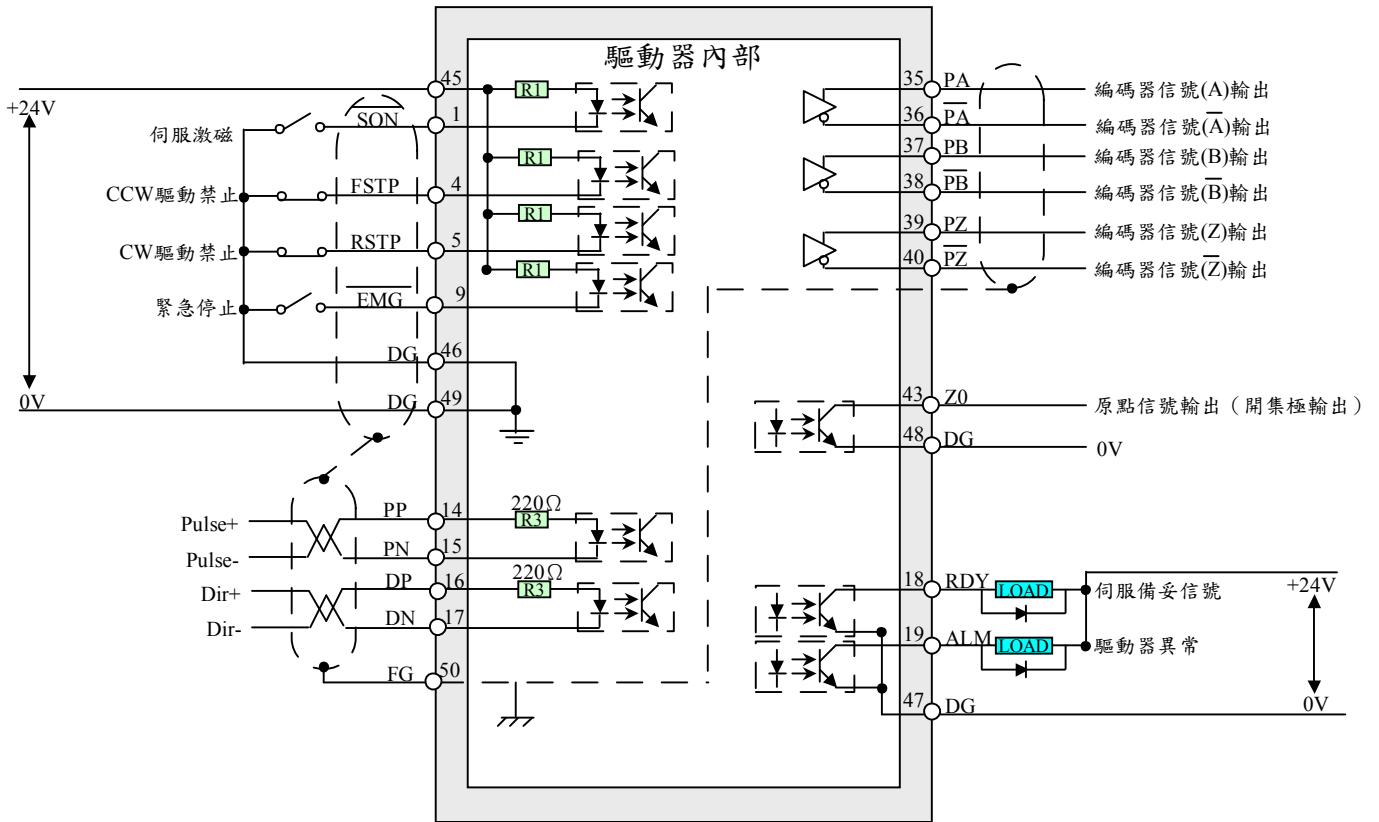 驅動器內部
45
R1
+24V
1
SON
伺服激磁
R1
4
FSTP
CCW驅動禁止
R1
5
RSTP
CW驅動禁止
R1
9
EMG
緊急停止
DG
46
DG
49
0V
220Ω
PP
14
R3
Pulse+
PN
15
Pulse-
220Ω
DP
16
R3
Dir+
DN
17
Dir-
FG
50
35
PA
編碼器信號(A)輸出
36
P̅A̅
編碼器信號(A̅)輸出
37
PB
編碼器信號(B)輸出
38
P̅B̅
編碼器信號(B̅)輸出
39
PZ
編碼器信號(Z)輸出
40
P̅Z̅
編碼器信號(Z̅)輸出
43
Z0
原點信號輸出（開集極輸出）
48
DG
0V
18
RDY
LOAD
伺服備妥信號
+24V
19
ALM
LOAD
驅動器異常
47
DG
0V